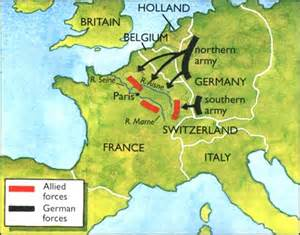 HOLLAND
BRITAIN
BELGIUM
northern
army
R. Seine
R. Aisne
GERMANY
Paris
southern
army
R. Marne
SWITZERLAND
FRANCE
ITALY
Allied
forces
German
forces